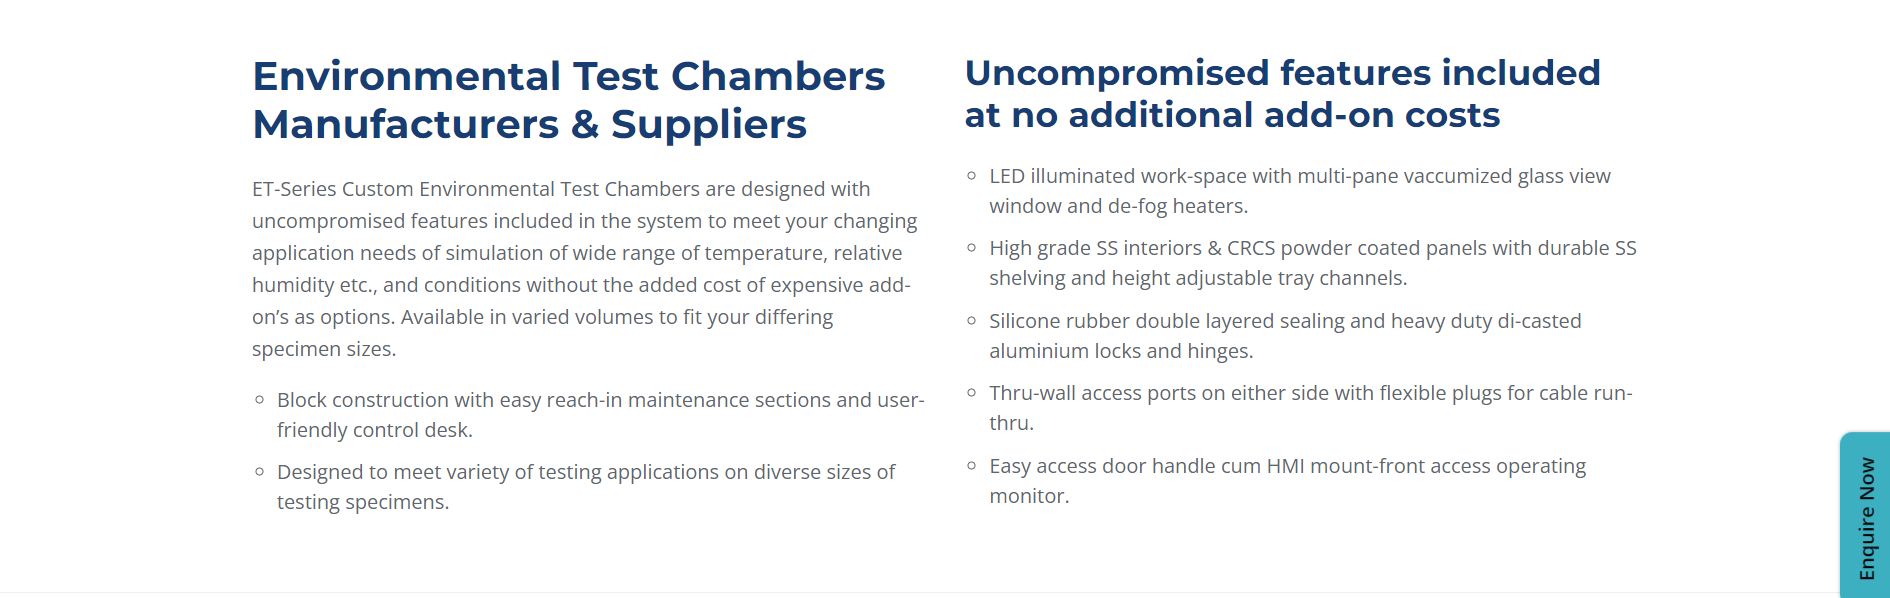 Environmental Test Chambers
Manufacturers & Suppliers
ET-Series Custom Environmental Test Chambers are designed with
uncompromised features included in the system to meet your changing
application needs of simulation of wide range of temperature, relative
humidity etc., and conditions without the added cost of expensive add-
on’s as options. Available in varied volumes to fit your differing
specimen sizes.
Block construction with easy reach-in maintenance sections and user-
friendly control desk.
Designed to meet variety of testing applications on diverse sizes of
testing specimens.
Uncompromised features included
at no additional add-on costs
LED illuminated work-space with multi-pane vaccumized glass view
window and de-fog heaters.
High grade SS interiors & CRCS powder coated panels with durable SS
shelving and height adjustable tray channels.
Silicone rubber double layered sealing and heavy duty di-casted
aluminium locks and hinges.
Thru-wall access ports on either side with flexible plugs for cable run-
thru.
Easy access door handle cum HMI mount-front access operating
monitor.
Enquire Now